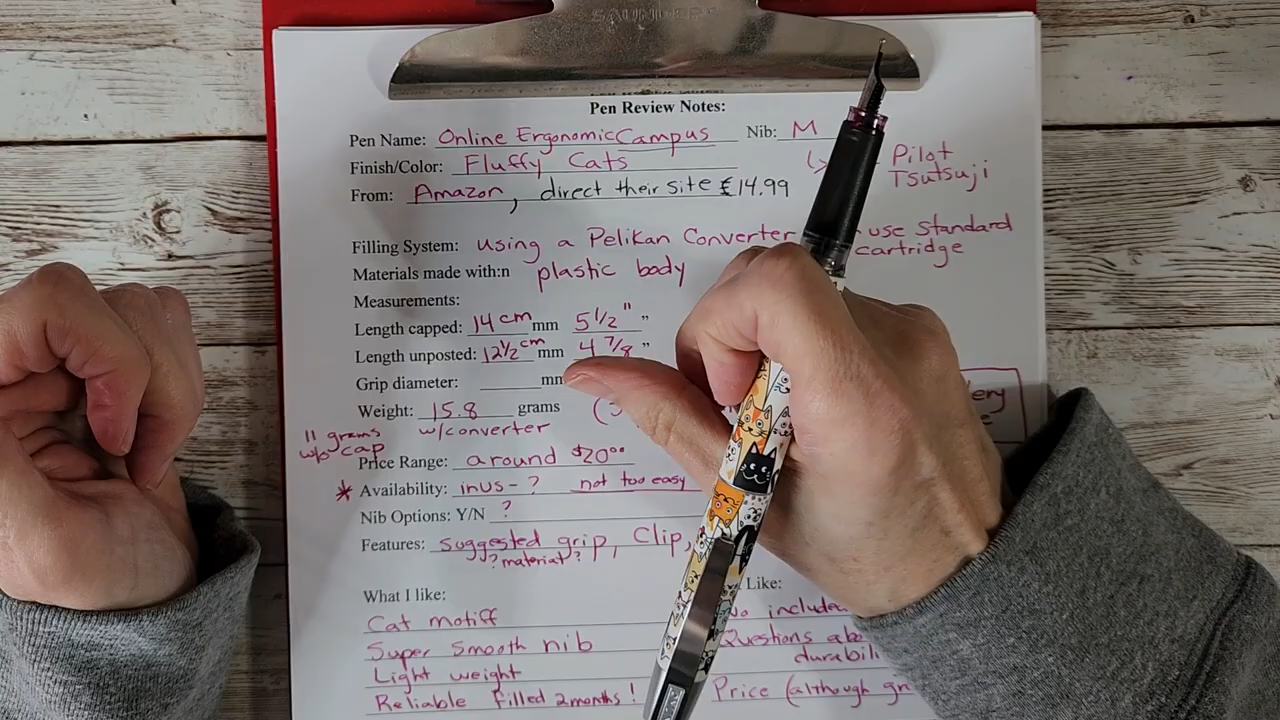 SAUNDERS
Pen Review Notes:
Pen Name: Online Ergonomic Campus Nib: M
Finish/Color: Fluffy Cats
Pilot
Tsutsuji
From: Amazon, direct their site £14.99
Filling System: using a Pelikan Converter use Standard
cartridge
Materials made with:n plastic body
Measurements:
Length capped: 14 cm mm 5 1/2" "
Length unposted: 12 1/2 cm mm 4 7/8 "
Grip diameter: mm
Weight: 15.8 grams
w/converter
11 grams
w/o cap
Price Range: around $20.00
* Availability: in US - ? not too easy
Nib Options: Y/N ?
Features: suggested grip, Clip,
? material ?
What I like: Like:
Cat motiff No
Super Smooth nib Questions
Light weight
Reliable filled 2 months! Price (although